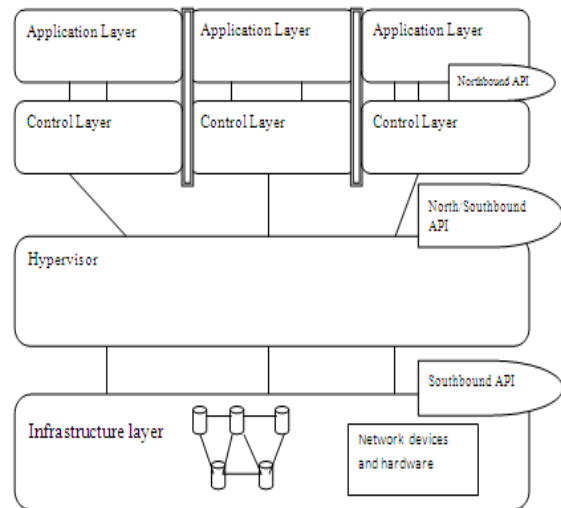 Application Layer
Application Layer
Application Layer
Northbound API
Control Layer
Control Layer
Control Layer
North/Southbound
API
Hypervisor
Southbound API
Infrastructure layer
Network devices
and hardware